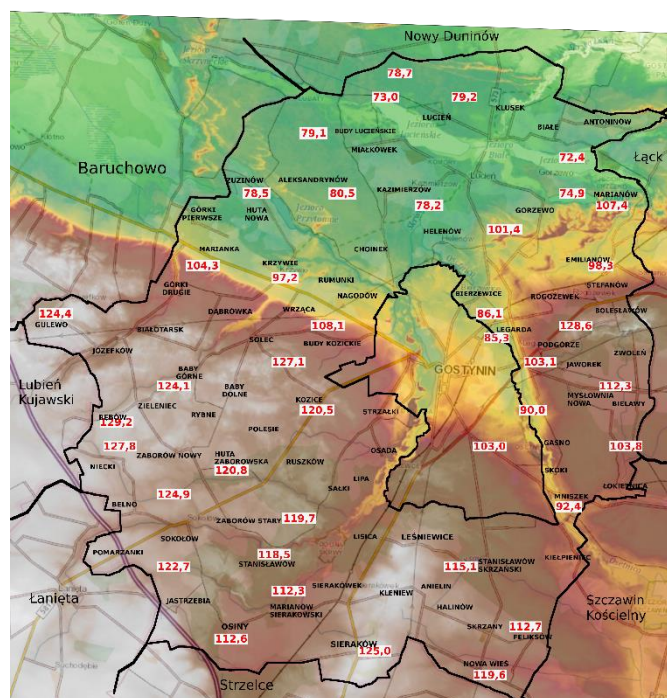 Nowy Duninów
78,7
73,0
79,2
KLUSEK
LUCIEŃ
ANTONINÓW
BIAŁE
79,1
BUDY LUCIEŃSKIE
MIAŁKÓWEK
Łąck
72,4
Baruchowo
ZUZINÓW
ALEKSANDRYNÓW
78,5
80,5
KAZIMIERZÓW
74,9
MARIANÓW
107,4
78,2
GÓRKI
PIERWSZE
HUTA
NOWA
GORZEWO
101,4
HELENÓW
MARIANKA
CHOINEK
104,3
KRZYWIE
97,2
RUMUNKI
EMILIANÓW
98,3
GÓRKI
DRUGIE
NAGODÓW
BIERZEWICE
ROGOŻEWEK
STEFANÓW
124,4
GULEWO
DĄBRÓWKA
WRZĄCA
86,1
BOLESŁAWÓW
BIAŁOTARSK
108,1
LEGARDA
85,3
128,6
SOLEC
BUDY KOZICKIE
PODGÓRZE
JÓZEFKÓW
127,1
103,1
ZWOLEŃ
JAWOREK
BABY
GÓRNE
124,1
GOSTYNIN
Lubień
Kujawski
BABY
DOLNE
112,3
MYSŁOWNIA
NOWA
ZIELENIEC
RYBNE
KOZICE
120,5
STRZAŁKI
90,0
BIELAWY
BĘBÓW
129,2
POLESIE
127,8
GAŚNO
103,8
103,0
ZABORÓW NOWY
HUTA
ZABOROWSKA
120,8
RUSZKÓW
OSADA
NIECKI
SKOKI
LIPA
SAŁKI
ŁOKIETNICA
124,9
MNISZEK
92,4
BELNO
ZABORÓW STARY
119,7
SOKOŁÓW
LISICA
LEŚNIEWICE
POMARZANKI
118,5
STANISŁAWÓW
KIEŁPIENIEC
122,7
115,1
STANISŁAWÓW
SKRZAŃSKI
Łanięta
112,3
SIERAKÓWEK
KLENIEW
ANIELIN
JASTRZĘBIA
MARIANÓW
SIERAKOWSKI
HALINÓW
Szczawin
Kościelny
OSINY
112,6
SKRZANY
112,7
FELIKSÓW
SIERAKÓW
125,0
NOWA WIEŚ
119,6
Strzelce